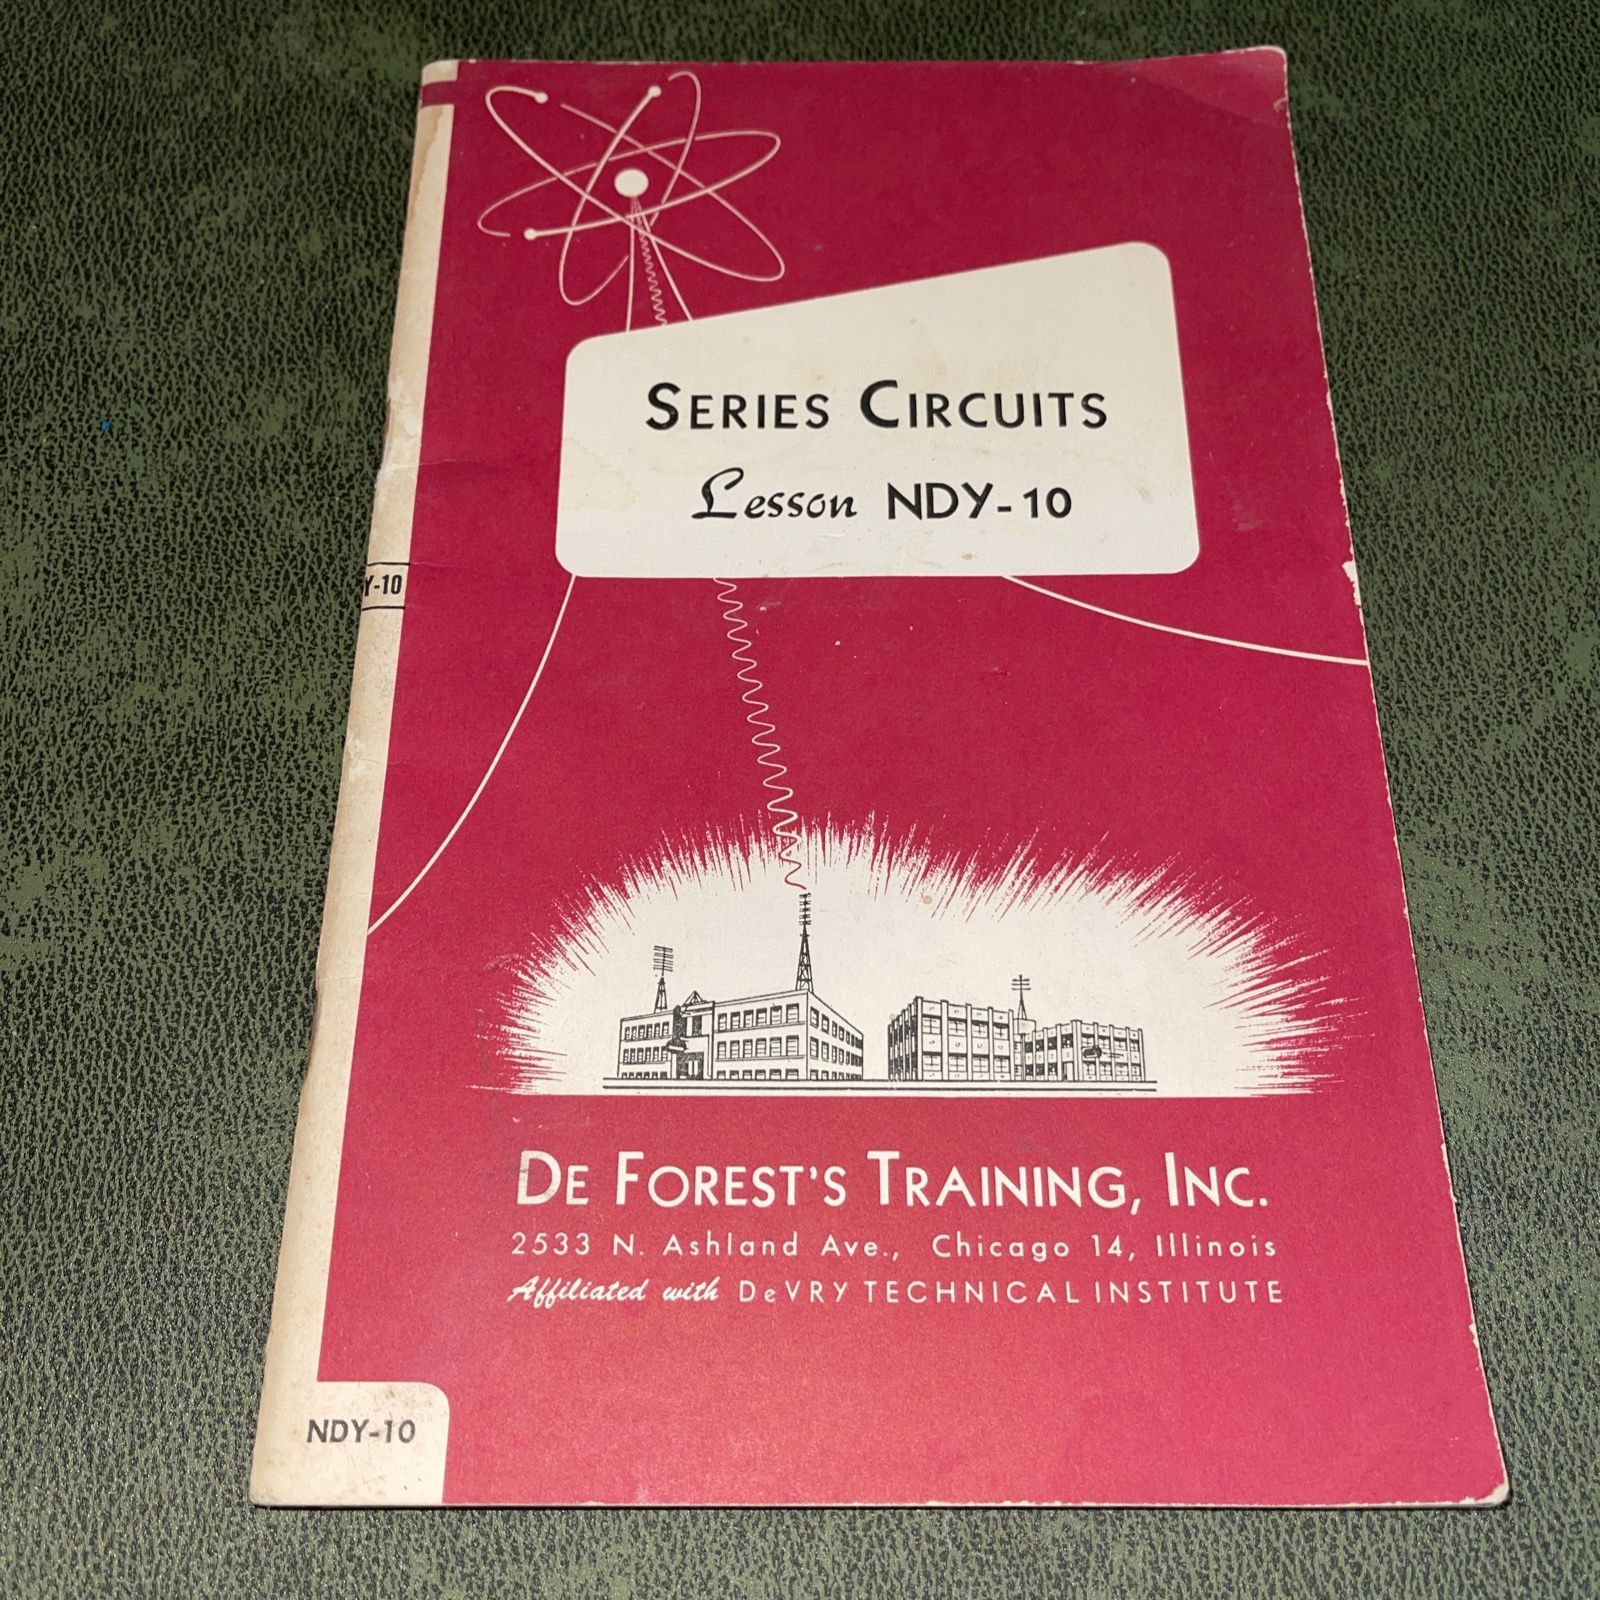 SERIES CIRCUITS
Lesson NDY-10
Y-10
DE FOREST'S TRAINING, INC.
2533 N. Ashland Ave., Chicago 14, Illinois
Affiliated with DeVRY TECHNICAL INSTITUTE
NDY-10